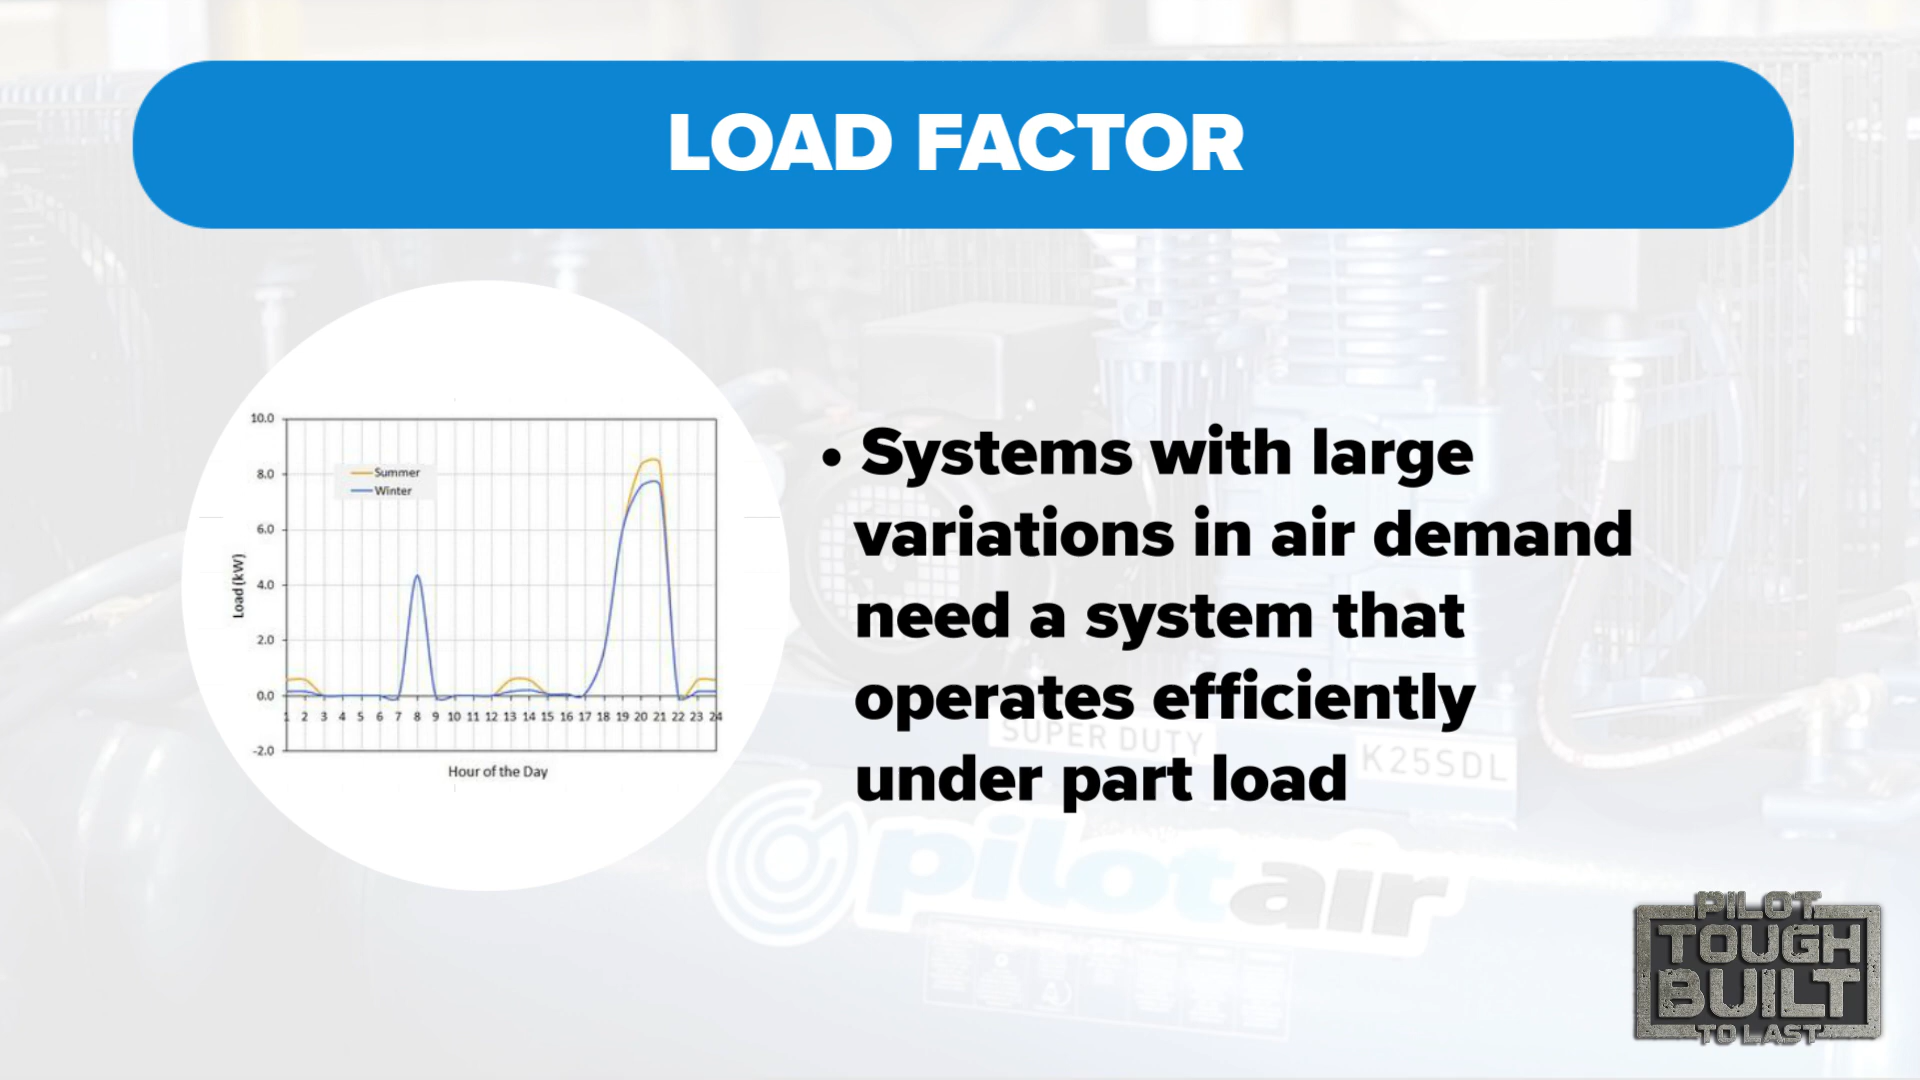 LOAD FACTOR
10.0
8.0
6.0
4.0
2.0
0.0
-2.0
Load (kW)
Summer
Winter
1 2 3 4 5 6 7 8 9 10 11 12 13 14 15 16 17 18 19 20 21 22 23 24
Hour of the Day
• Systems with large
variations in air demand
need a system that
operates efficiently
under part load
SUPER DUTY
K25SDL
pilotair
PILOT
TOUGH
BUILT
TO LAST